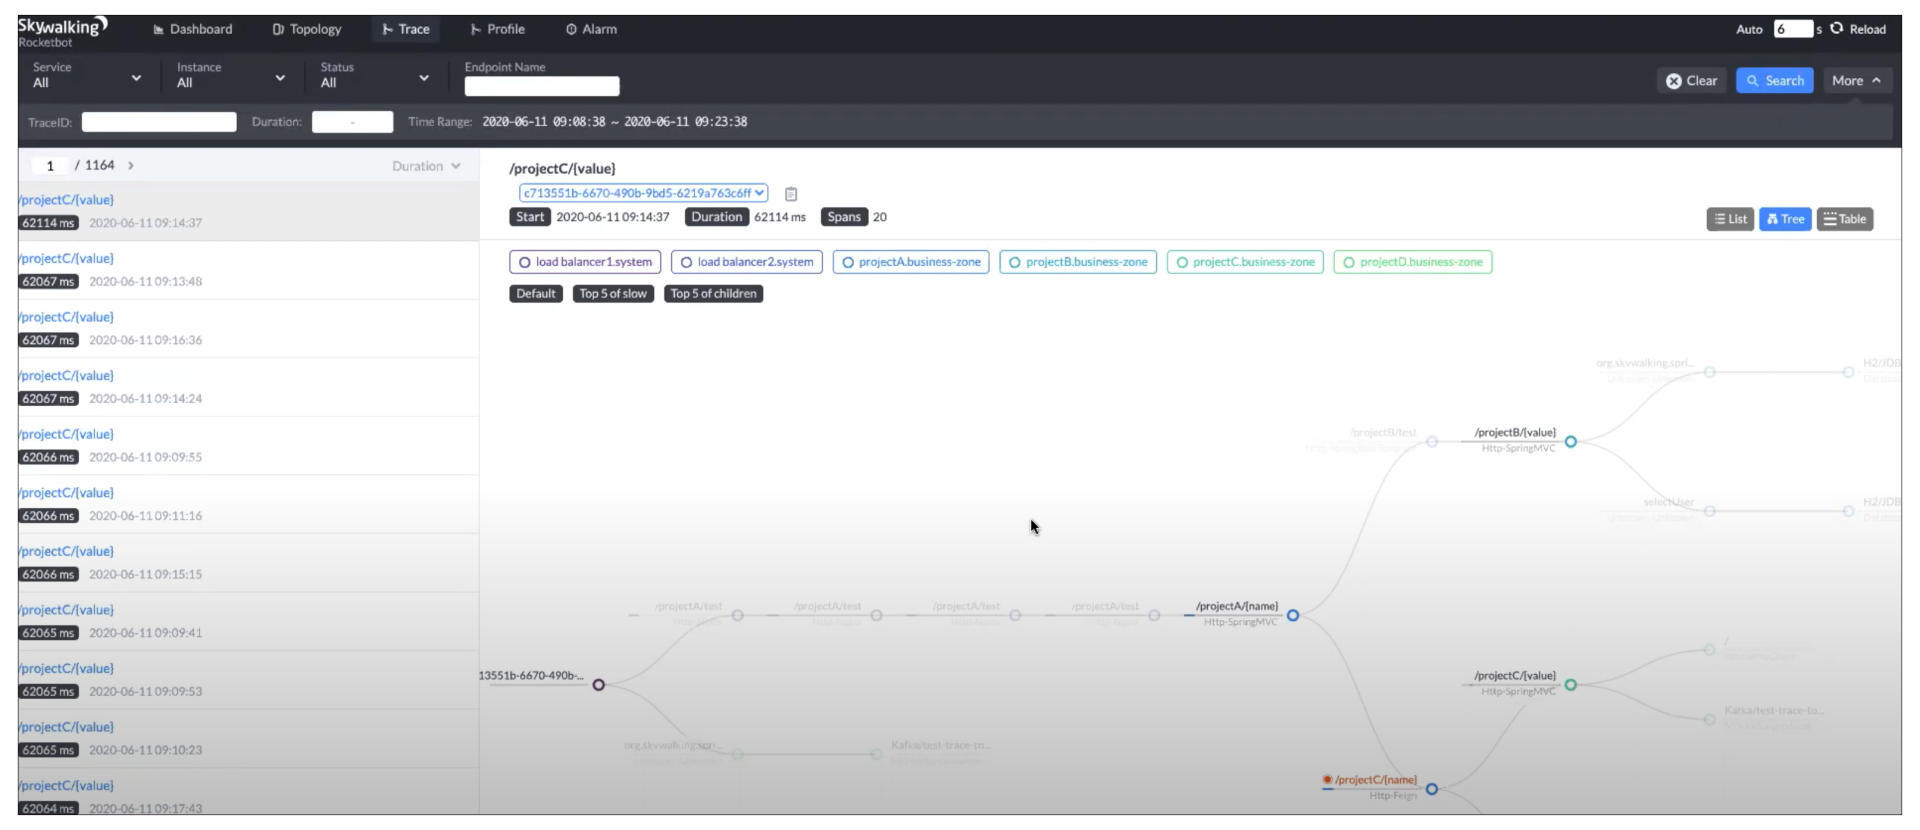 Skywalking
Rocketbot
Dashboard Topology Trace Profile Alarm
Auto 6 s Reload
Service All
Instance All
Status All
Endpoint Name
Clear Search More
TraceID: Duration: - Time Range: 2020-06-11 09:08:38 ~ 2020-06-11 09:23:38
1 / 1164 >
Duration
/projectC/{value}
62114 ms 2020-06-11 09:14:37
/projectC/{value}
62067 ms 2020-06-11 09:13:48
/projectC/{value}
62067 ms 2020-06-11 09:16:36
/projectC/{value}
62067 ms 2020-06-11 09:14:24
/projectC/{value}
62066 ms 2020-06-11 09:09:55
/projectC/{value}
62066 ms 2020-06-11 09:11:16
/projectC/{value}
62066 ms 2020-06-11 09:15:15
/projectC/{value}
62065 ms 2020-06-11 09:09:41
/projectC/{value}
62065 ms 2020-06-11 09:09:53
/projectC/{value}
62065 ms 2020-06-11 09:10:23
/projectC/{value}
62064 ms 2020-06-11 09:17:43
/projectC/{value}
c713551b-6670-490b-9bd5-6219a763c6ff
Start 2020-06-11 09:14:37 Duration 62114 ms Spans 20
List Tree Table
load balancer1.system load balancer2.system projectA.business-zone projectB.business-zone projectC.business-zone projectD.business-zone
Default Top 5 of slow Top 5 of children
org.skywalking.spri... H2/JDB
/projectB/test /projectB/{value}
Http-SpringMVC
selectUser H2/JDB
/projectA/test /projectA/test /projectA/test /projectA/test /projectA/{name}
Http-SpringMVC
/
13551b-6670-490b-... /projectC/{value}
Http-SpringMVC
Kafka/test-trace-to...
org.skywalking.spri... Kafka/test-trace-to...
/projectC/{name}
Http-Feign